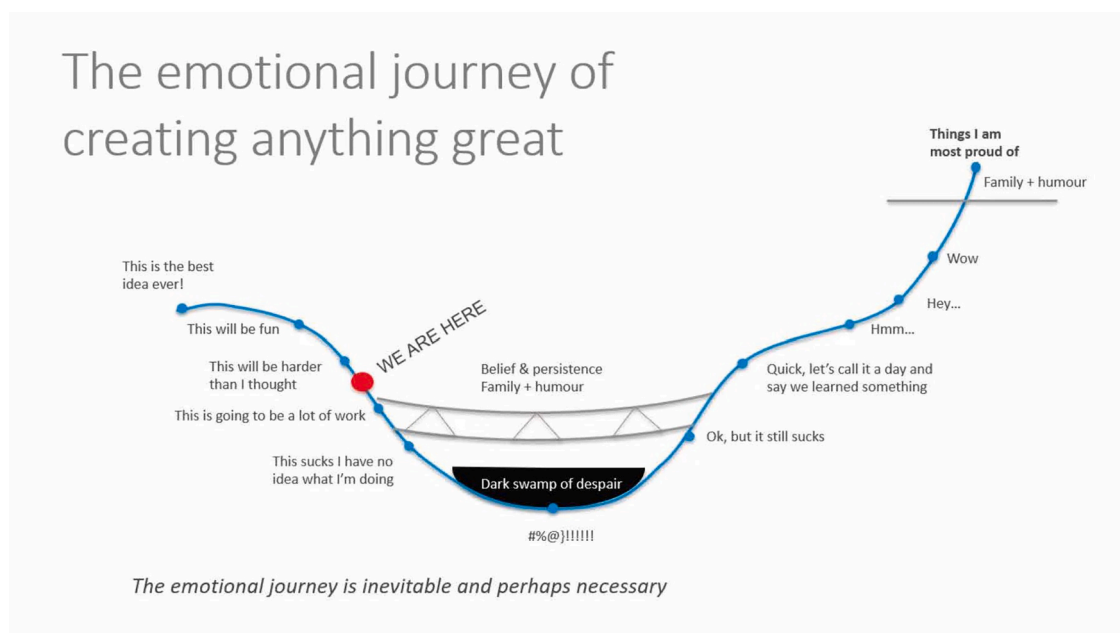 The emotional journey of
creating anything great
Things I am
most proud of
Family + humour
Wow
Hey...
Hmm...
This is the best
idea ever!
This will be fun
WE ARE HERE
This will be harder
than I thought
This is going to be a lot of work
This sucks I have no
idea what I'm doing
Belief & persistence
Family + humour
Dark swamp of despair
#%@}!!!!!!
Quick, let's call it a day and
say we learned something
Ok, but it still sucks
The emotional journey is inevitable and perhaps necessary